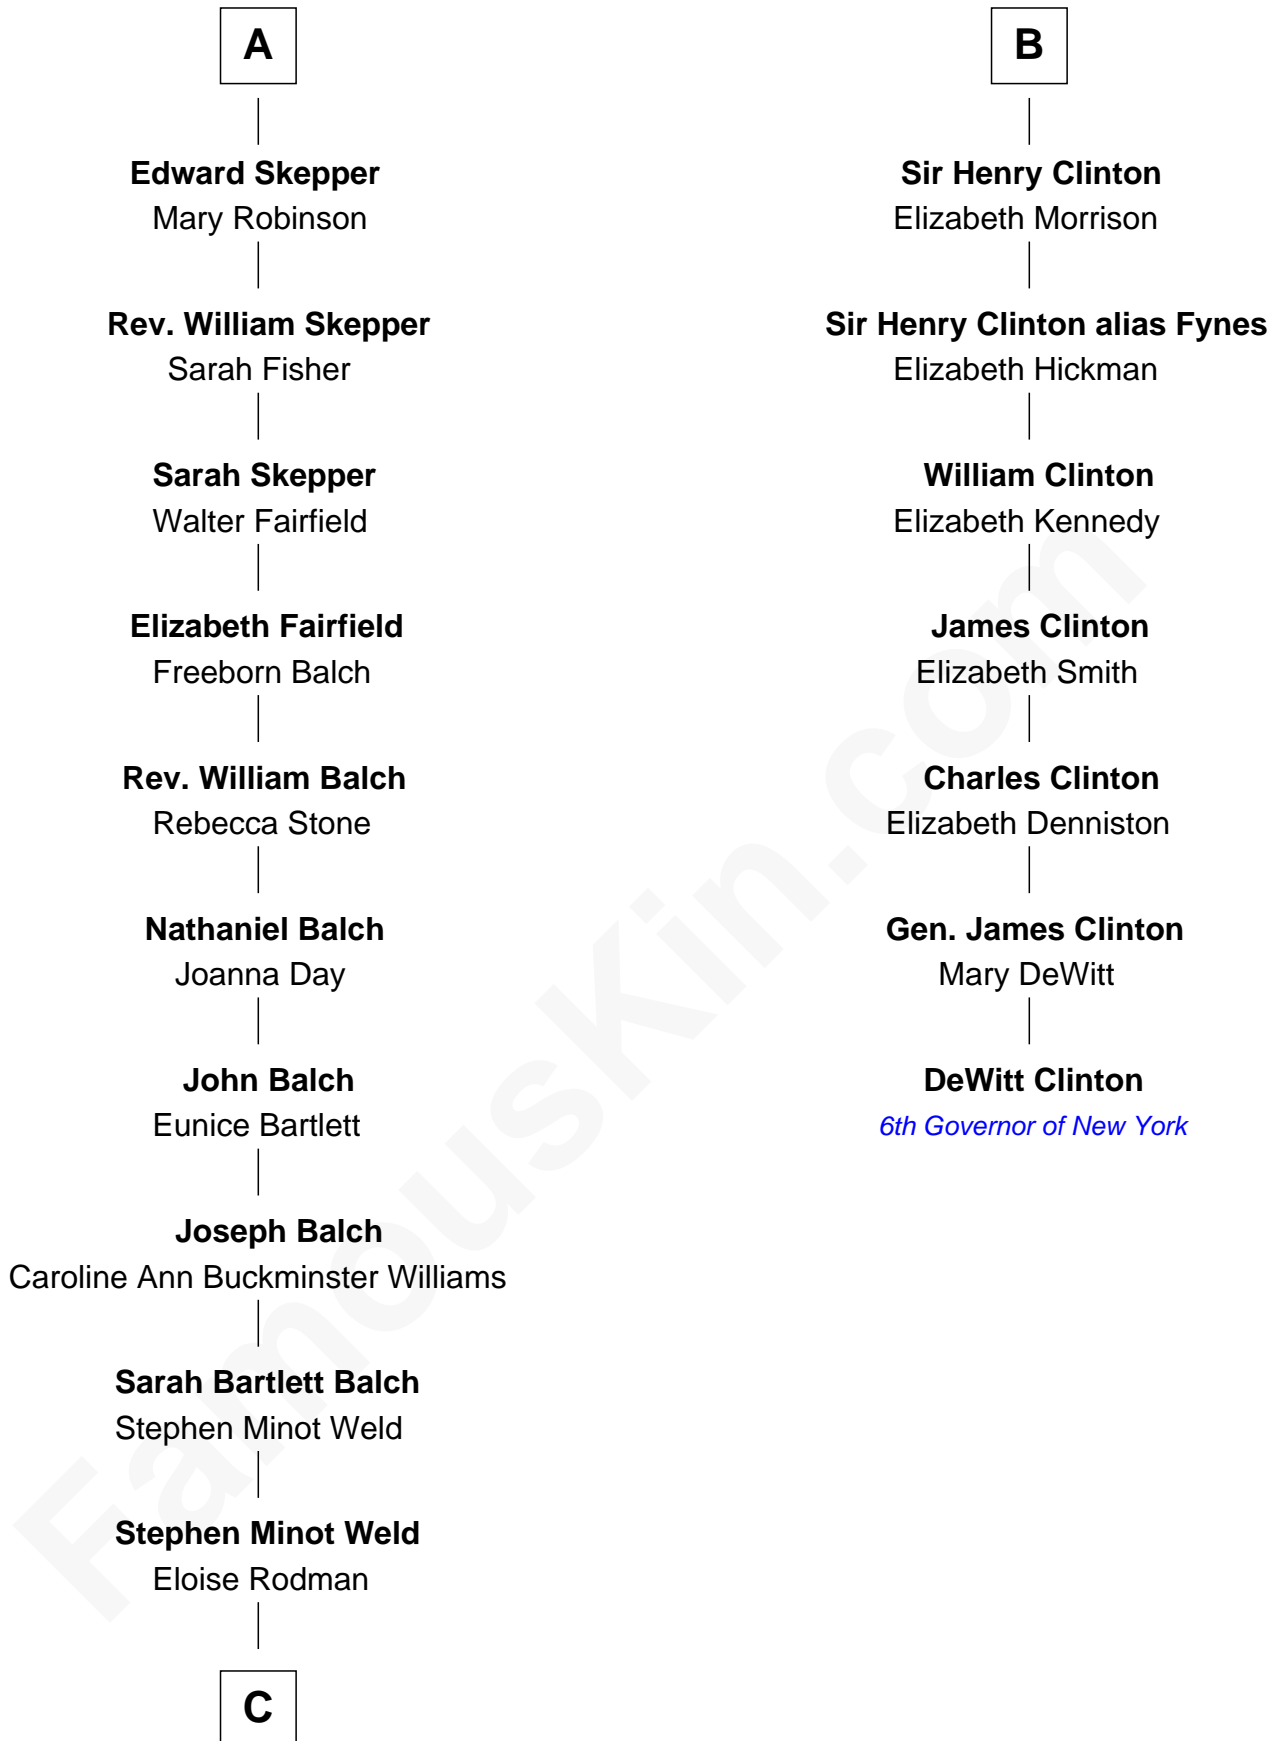 A
Edward Skepper
Mary Robinson
Rev. William Skepper
Sarah Fisher
Sarah Skepper
Walter Fairfield
Elizabeth Fairfield
Freeborn Balch
Rev. William Balch
Rebecca Stone
Nathaniel Balch
Joanna Day
John Balch
Eunice Bartlett
Joseph Balch
Caroline Ann Buckminster Williams
Sarah Bartlett Balch
Stephen Minot Weld
Stephen Minot Weld
Eloise Rodman
C
B
Sir Henry Clinton
Elizabeth Morrison
Sir Henry Clinton alias Fynes
Elizabeth Hickman
William Clinton
Elizabeth Kennedy
James Clinton
Elizabeth Smith
Charles Clinton
Elizabeth Denniston
Gen. James Clinton
Mary DeWitt
DeWitt Clinton
6th Governor of New York
FamousKin.com